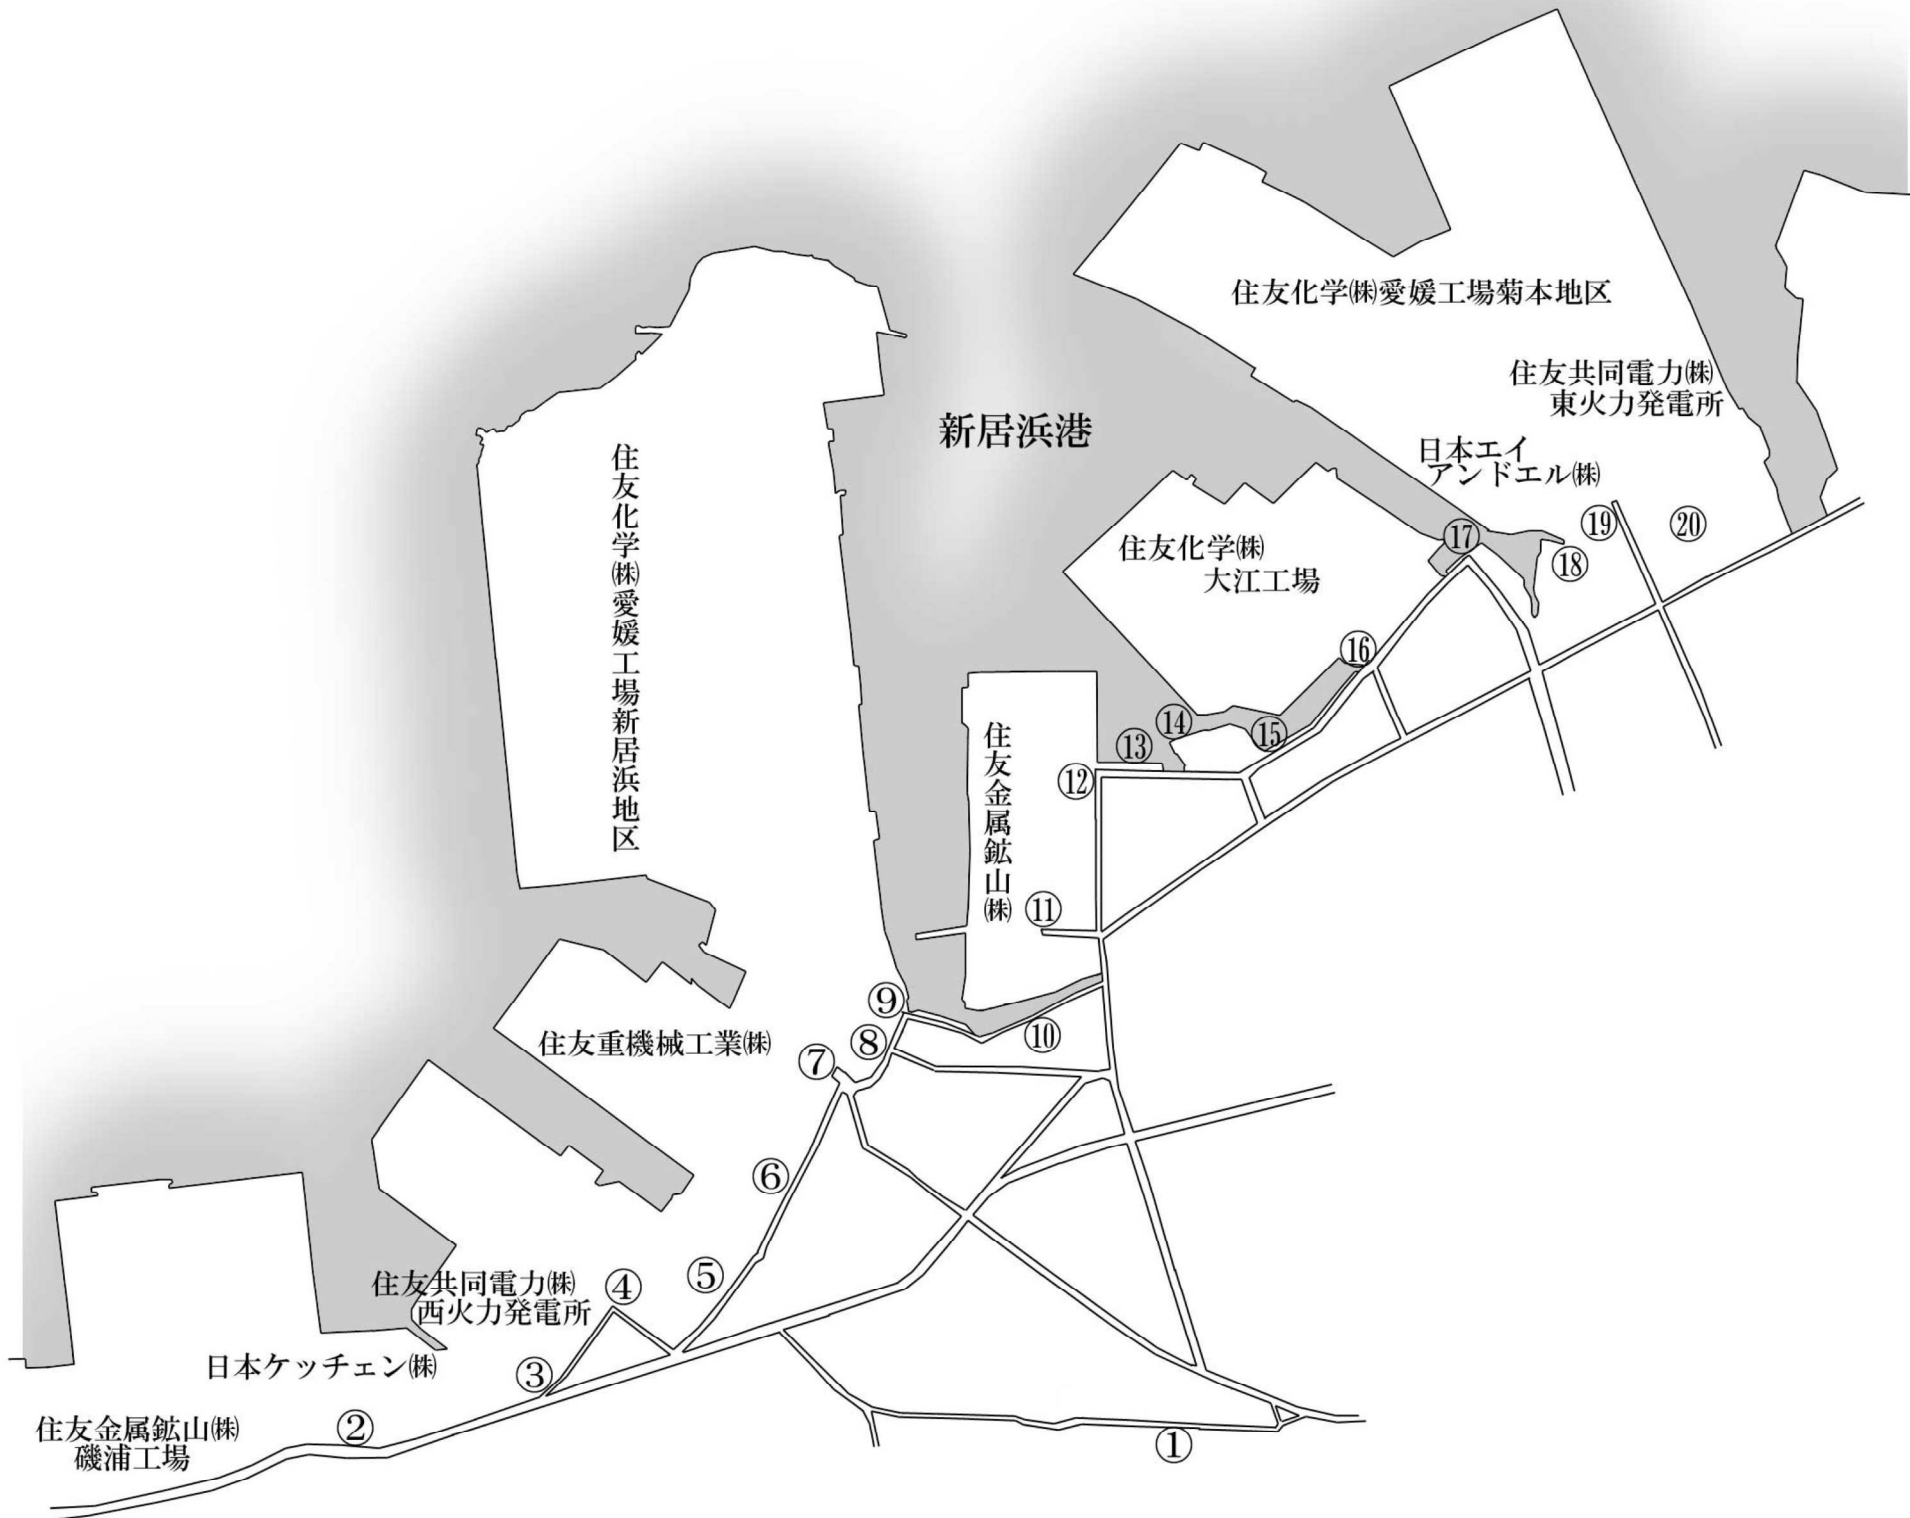 住友化学㈱愛媛工場菊本地区
住友共同電力㈱
東火力発電所
新居浜港
日本エイ
アンドエル㈱
住友化学㈱愛媛工場新居浜地区
⑲
⑳
⑰
⑱
住友化学㈱
大江工場
⑯
⑭
⑮
⑬
住友金属鉱山㈱
⑫
⑪
⑨
⑧
⑩
住友重機械工業㈱
⑦
⑥
⑤
④
住友共同電力㈱
西火力発電所
日本ケッチェン㈱
③
②
住友金属鉱山㈱
磯浦工場
①